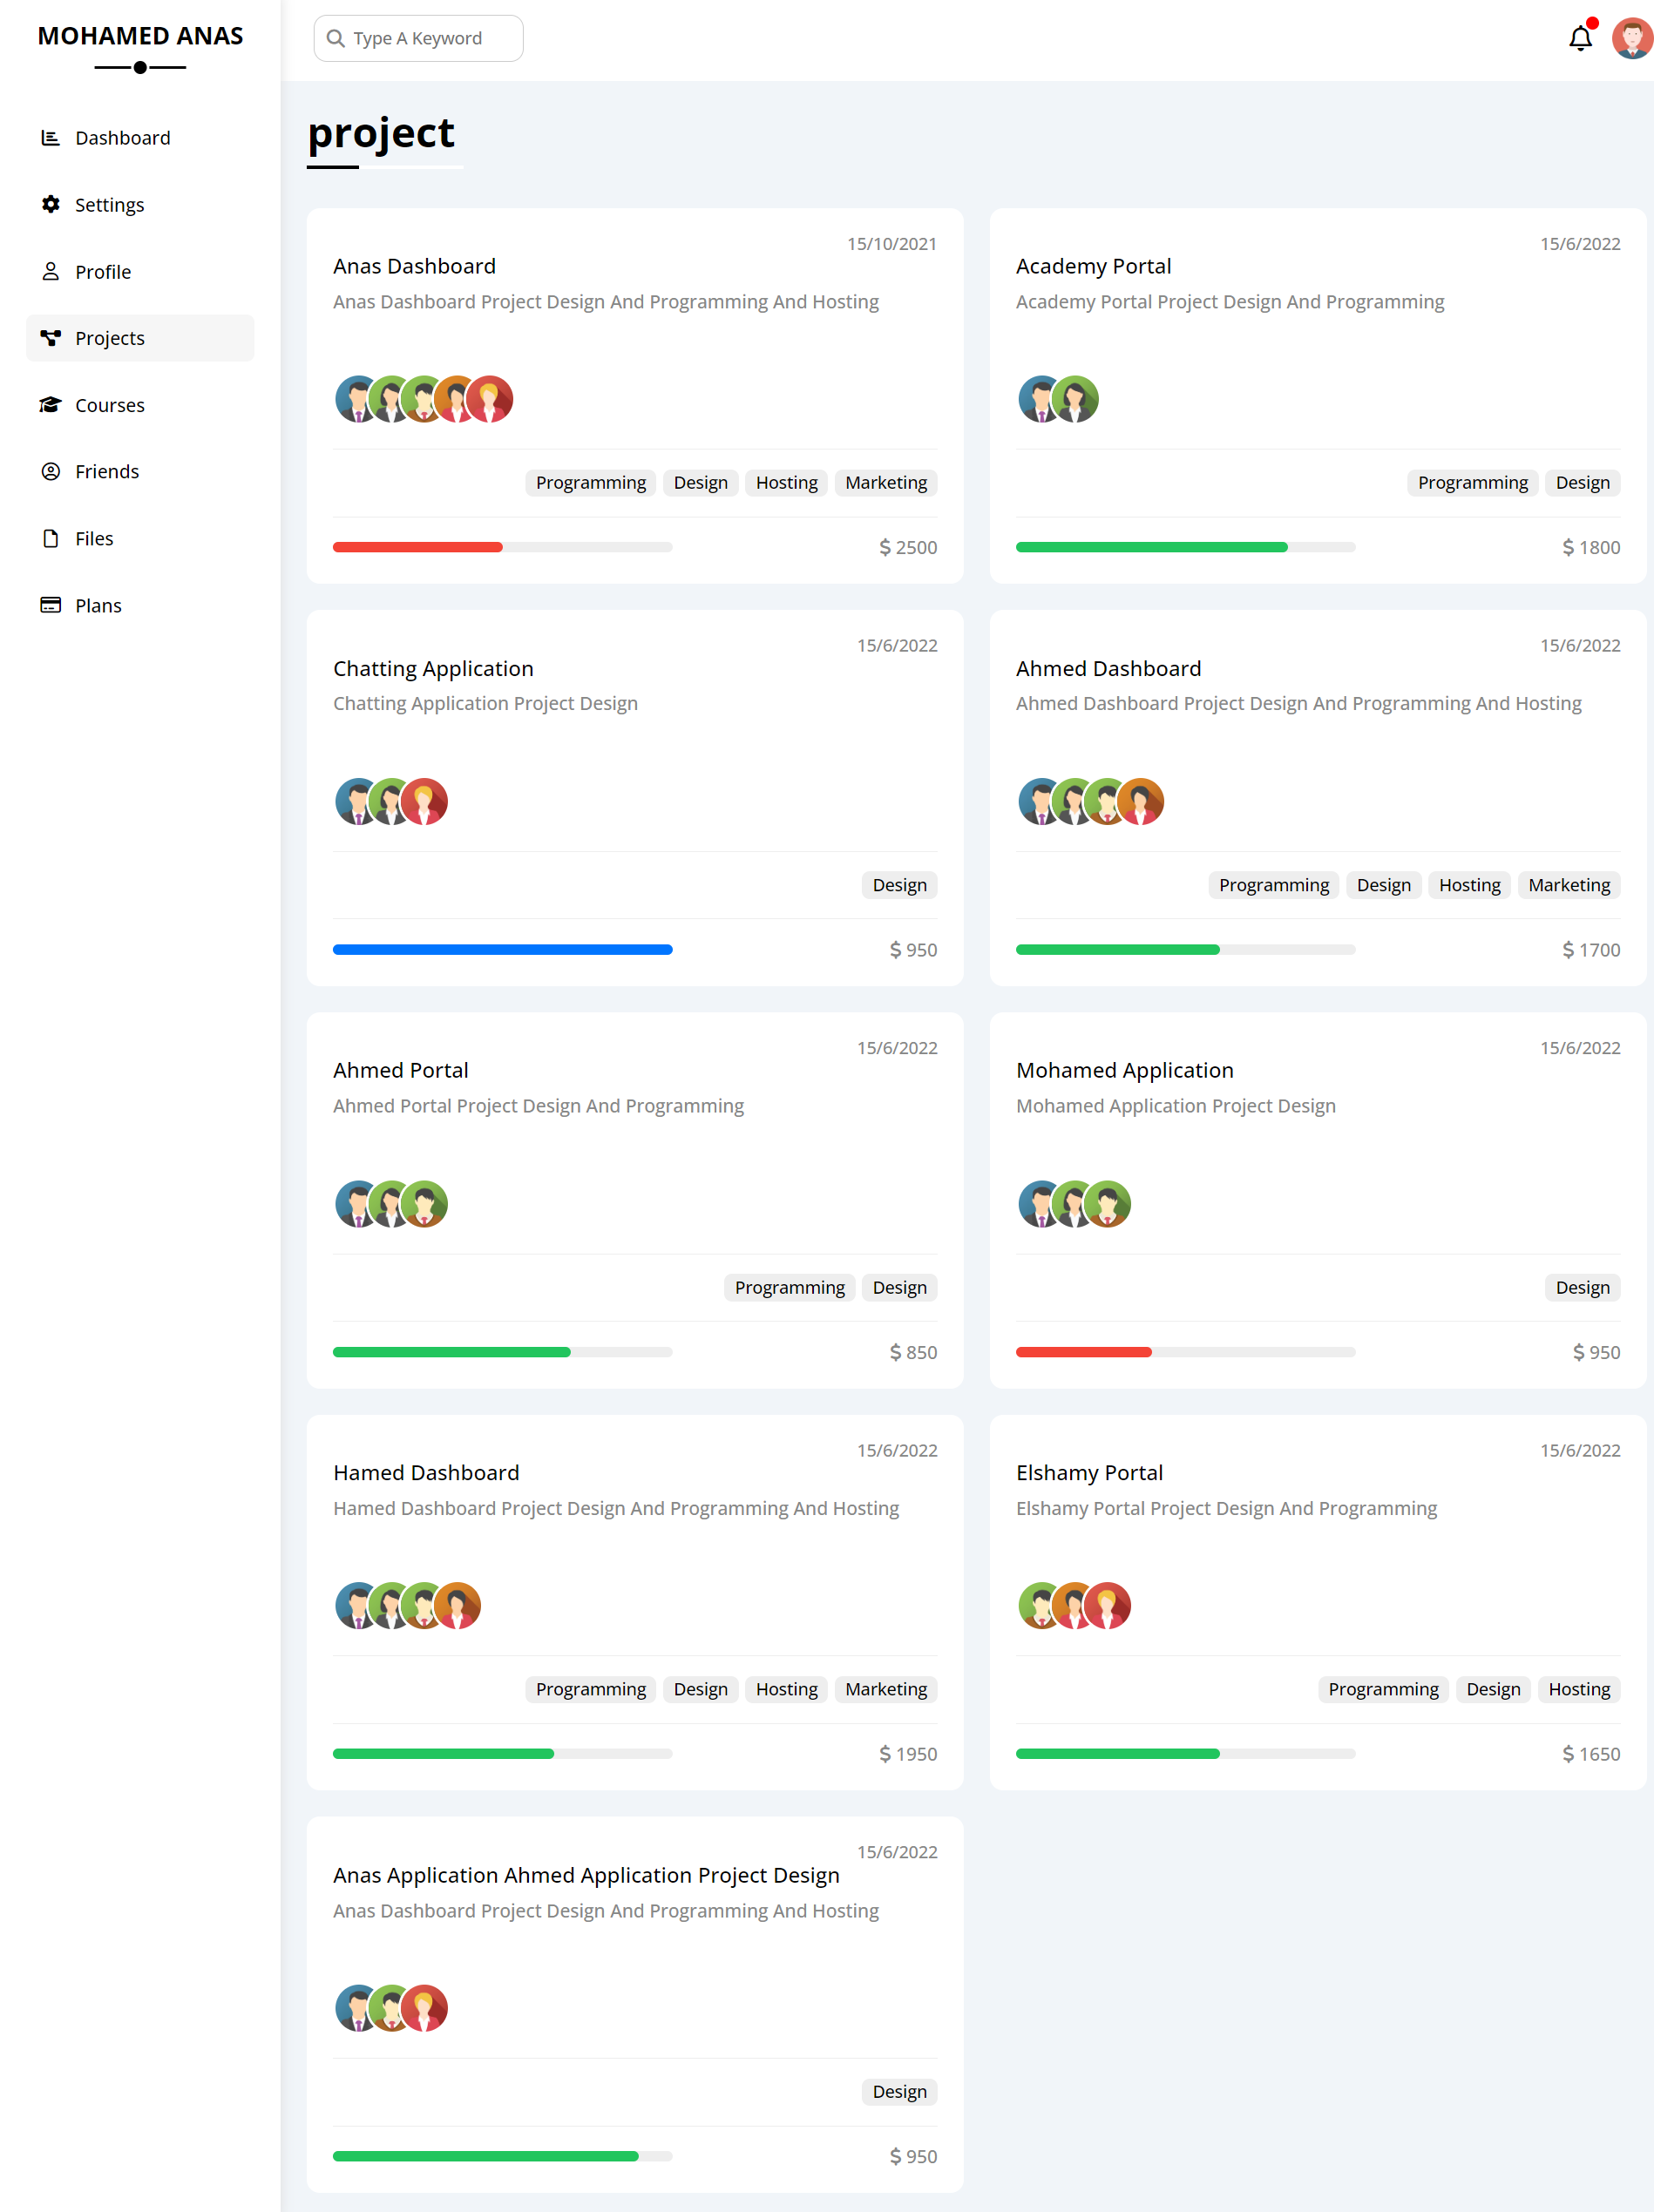 MOHAMED ANAS
Dashboard
Settings
Profile
Projects
Courses
Friends
Files
Plans
Type A Keyword
project
15/10/2021
Anas Dashboard
Anas Dashboard Project Design And Programming And Hosting
Programming Design Hosting Marketing
$ 2500
15/6/2022
Academy Portal
Academy Portal Project Design And Programming
Programming Design
$ 1800
15/6/2022
Chatting Application
Chatting Application Project Design
Design
$ 950
15/6/2022
Ahmed Dashboard
Ahmed Dashboard Project Design And Programming And Hosting
Programming Design Hosting Marketing
$ 1700
15/6/2022
Ahmed Portal
Ahmed Portal Project Design And Programming
Programming Design
$ 850
15/6/2022
Mohamed Application
Mohamed Application Project Design
Design
$ 950
15/6/2022
Hamed Dashboard
Hamed Dashboard Project Design And Programming And Hosting
Programming Design Hosting Marketing
$ 1950
15/6/2022
Elshamy Portal
Elshamy Portal Project Design And Programming
Programming Design Hosting
$ 1650
15/6/2022
Anas Application Ahmed Application Project Design
Anas Dashboard Project Design And Programming And Hosting
Design
$ 950